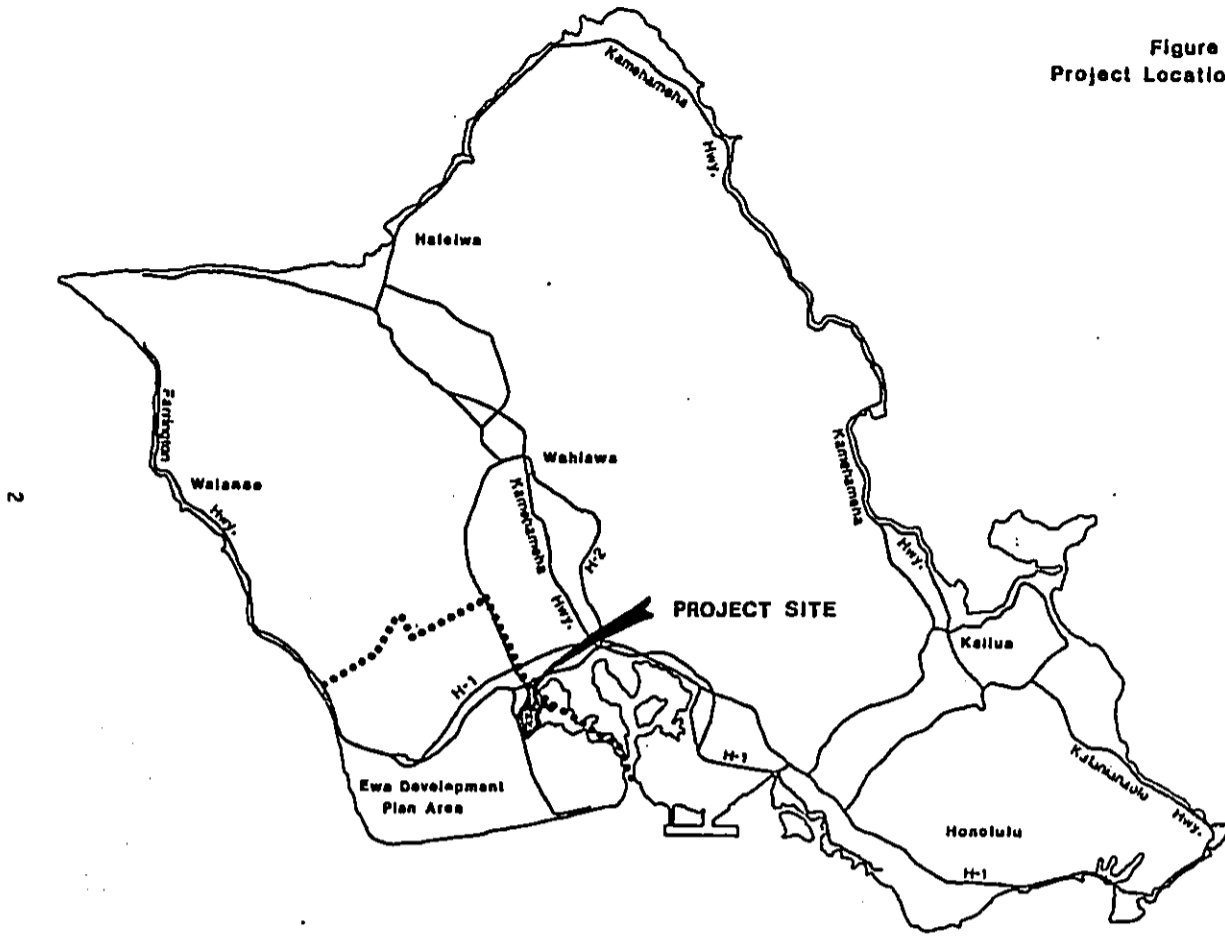 Figure
Project Locatio
Kamehameha
Hwy.
Haleiwa
Farrington
Hwy.
Waianae
Wahiawa
Kamehameha
Hwy.
H-2
Kamehameha
Hwy.
2
PROJECT SITE
Kailua
H-1
H-1
Ewa Development
Plan Area
Hwy.
Honolulu
H-1